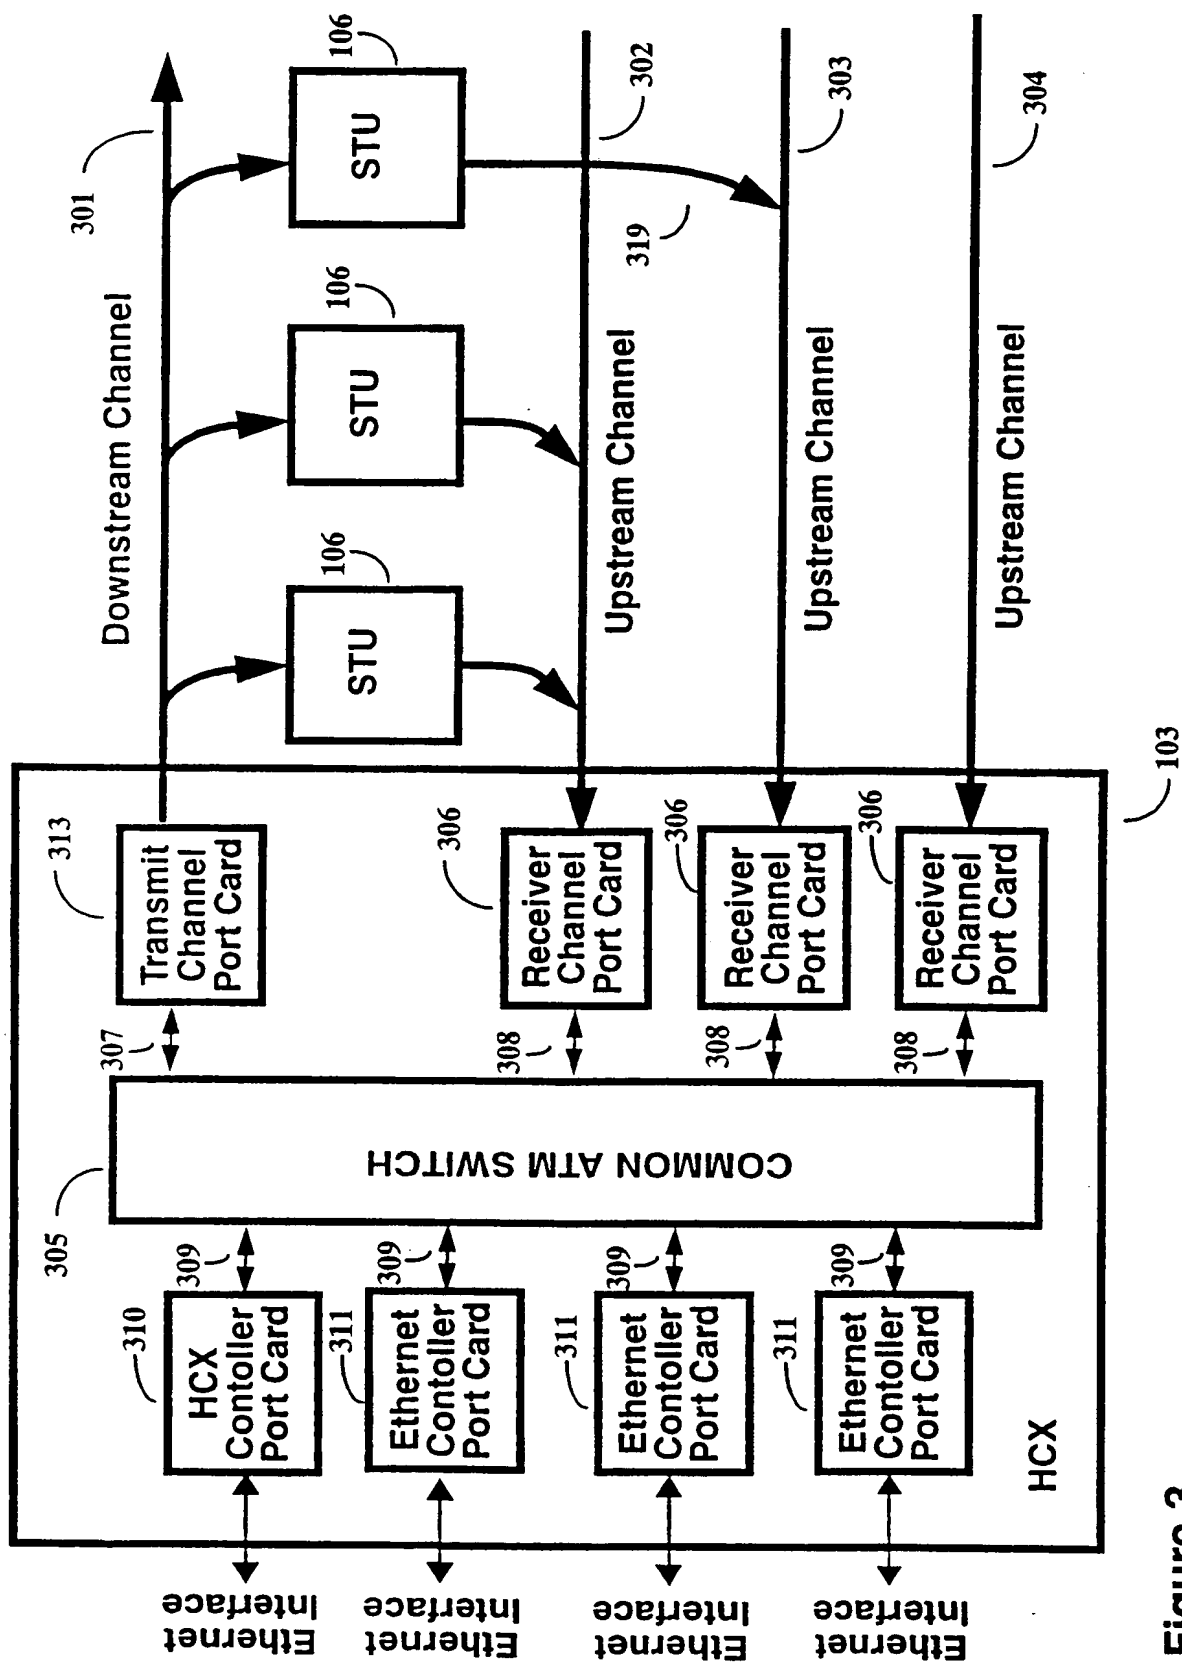 301
Downstream Channel
106
STU
106
STU
106
STU
302
Upstream Channel
319
303
Upstream Channel
304
Upstream Channel
313
Transmit
Channel
Port Card
306
Receiver
Channel
Port Card
306
Receiver
Channel
Port Card
306
Receiver
Channel
Port Card
103
307
308
308
308
305
COMMON ATM SWITCH
309
309
309
309
310
HCX
Contoller
Port Card
311
Ethernet
Contoller
Port Card
311
Ethernet
Contoller
Port Card
311
Ethernet
Contoller
Port Card
HCX
Ethernet
Interface
Ethernet
Interface
Ethernet
Interface
Ethernet
Interface
Figure 3